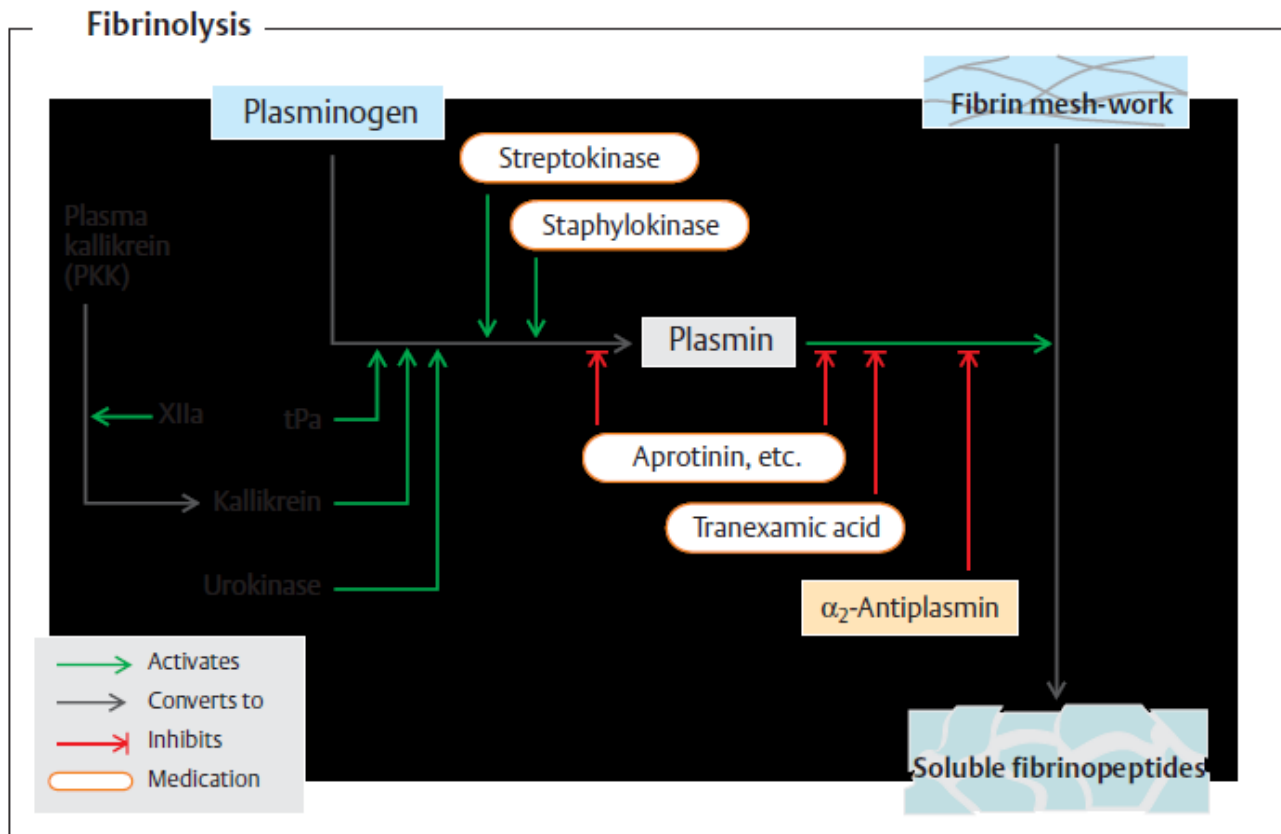 Fibrinolysis
Plasminogen
Fibrin mesh-work
Streptokinase
Staphylokinase
Plasma
kallikrein
(PKK)
Plasmin
XIIa
tPa
Aprotinin, etc.
Kallikrein
Tranexamic acid
Urokinase
α₂-Antiplasmin
Activates
Converts to
Inhibits
Medication
Soluble fibrinopeptides